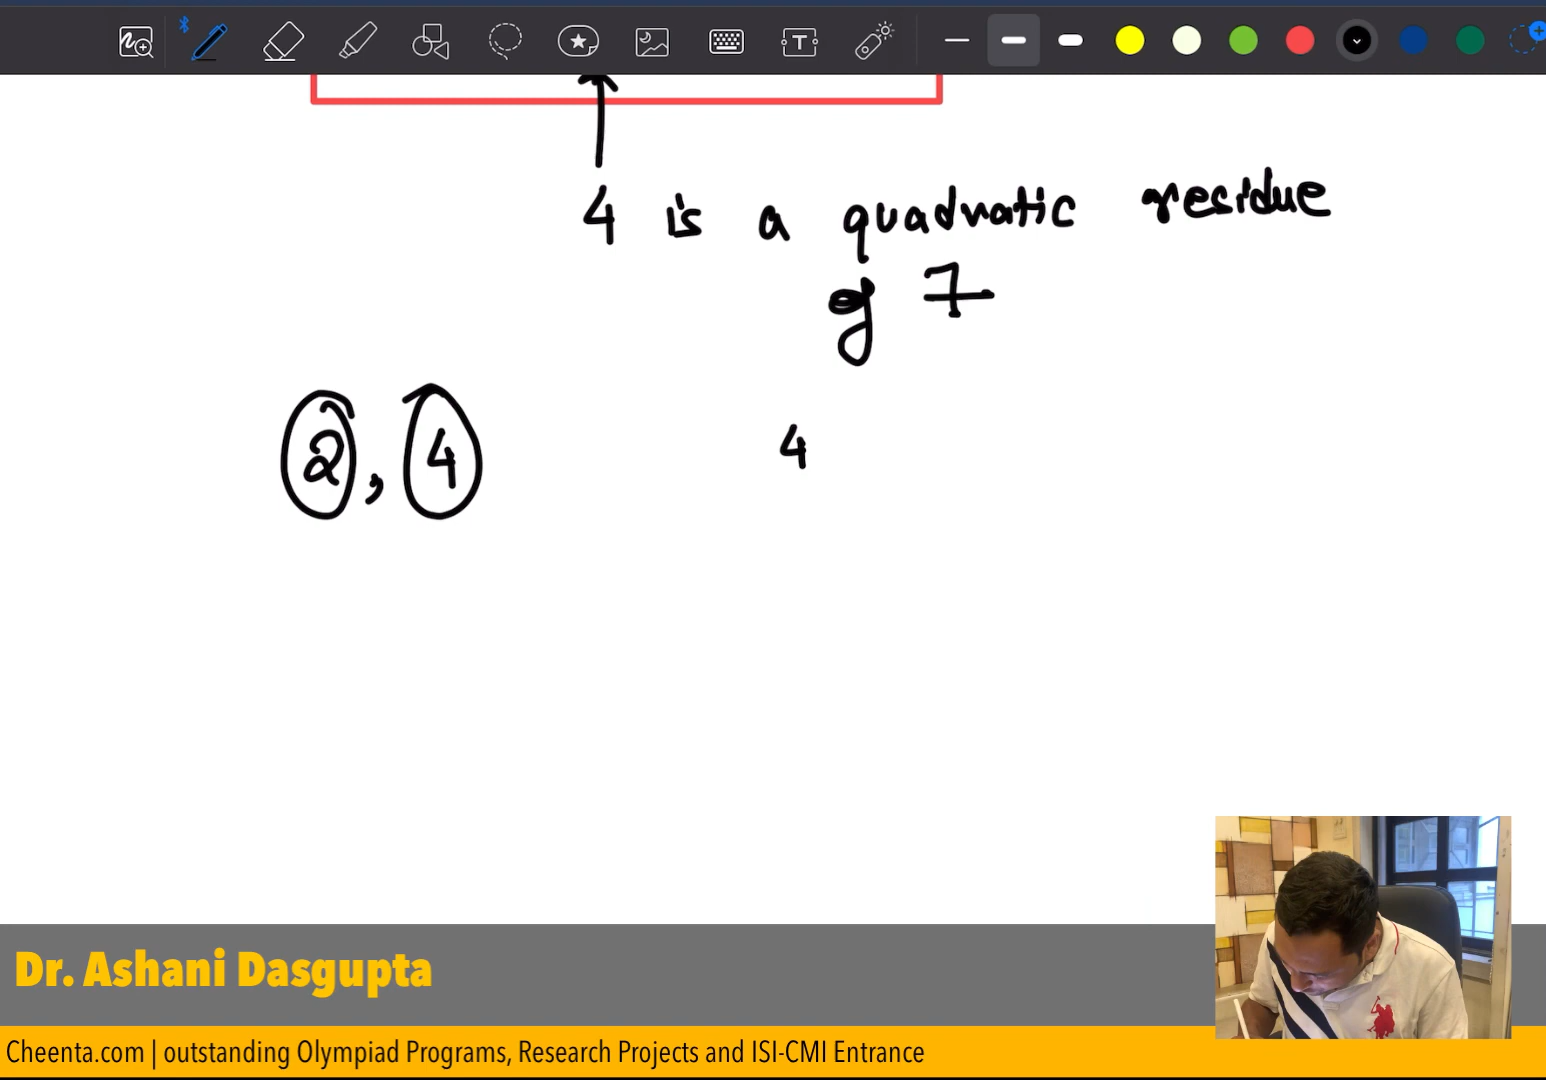 4 is a quadratic residue
of 7
2, 4 4
Dr. Ashani Dasgupta
Cheenta.com | outstanding Olympiad Programs, Research Projects and ISI-CMI Entrance